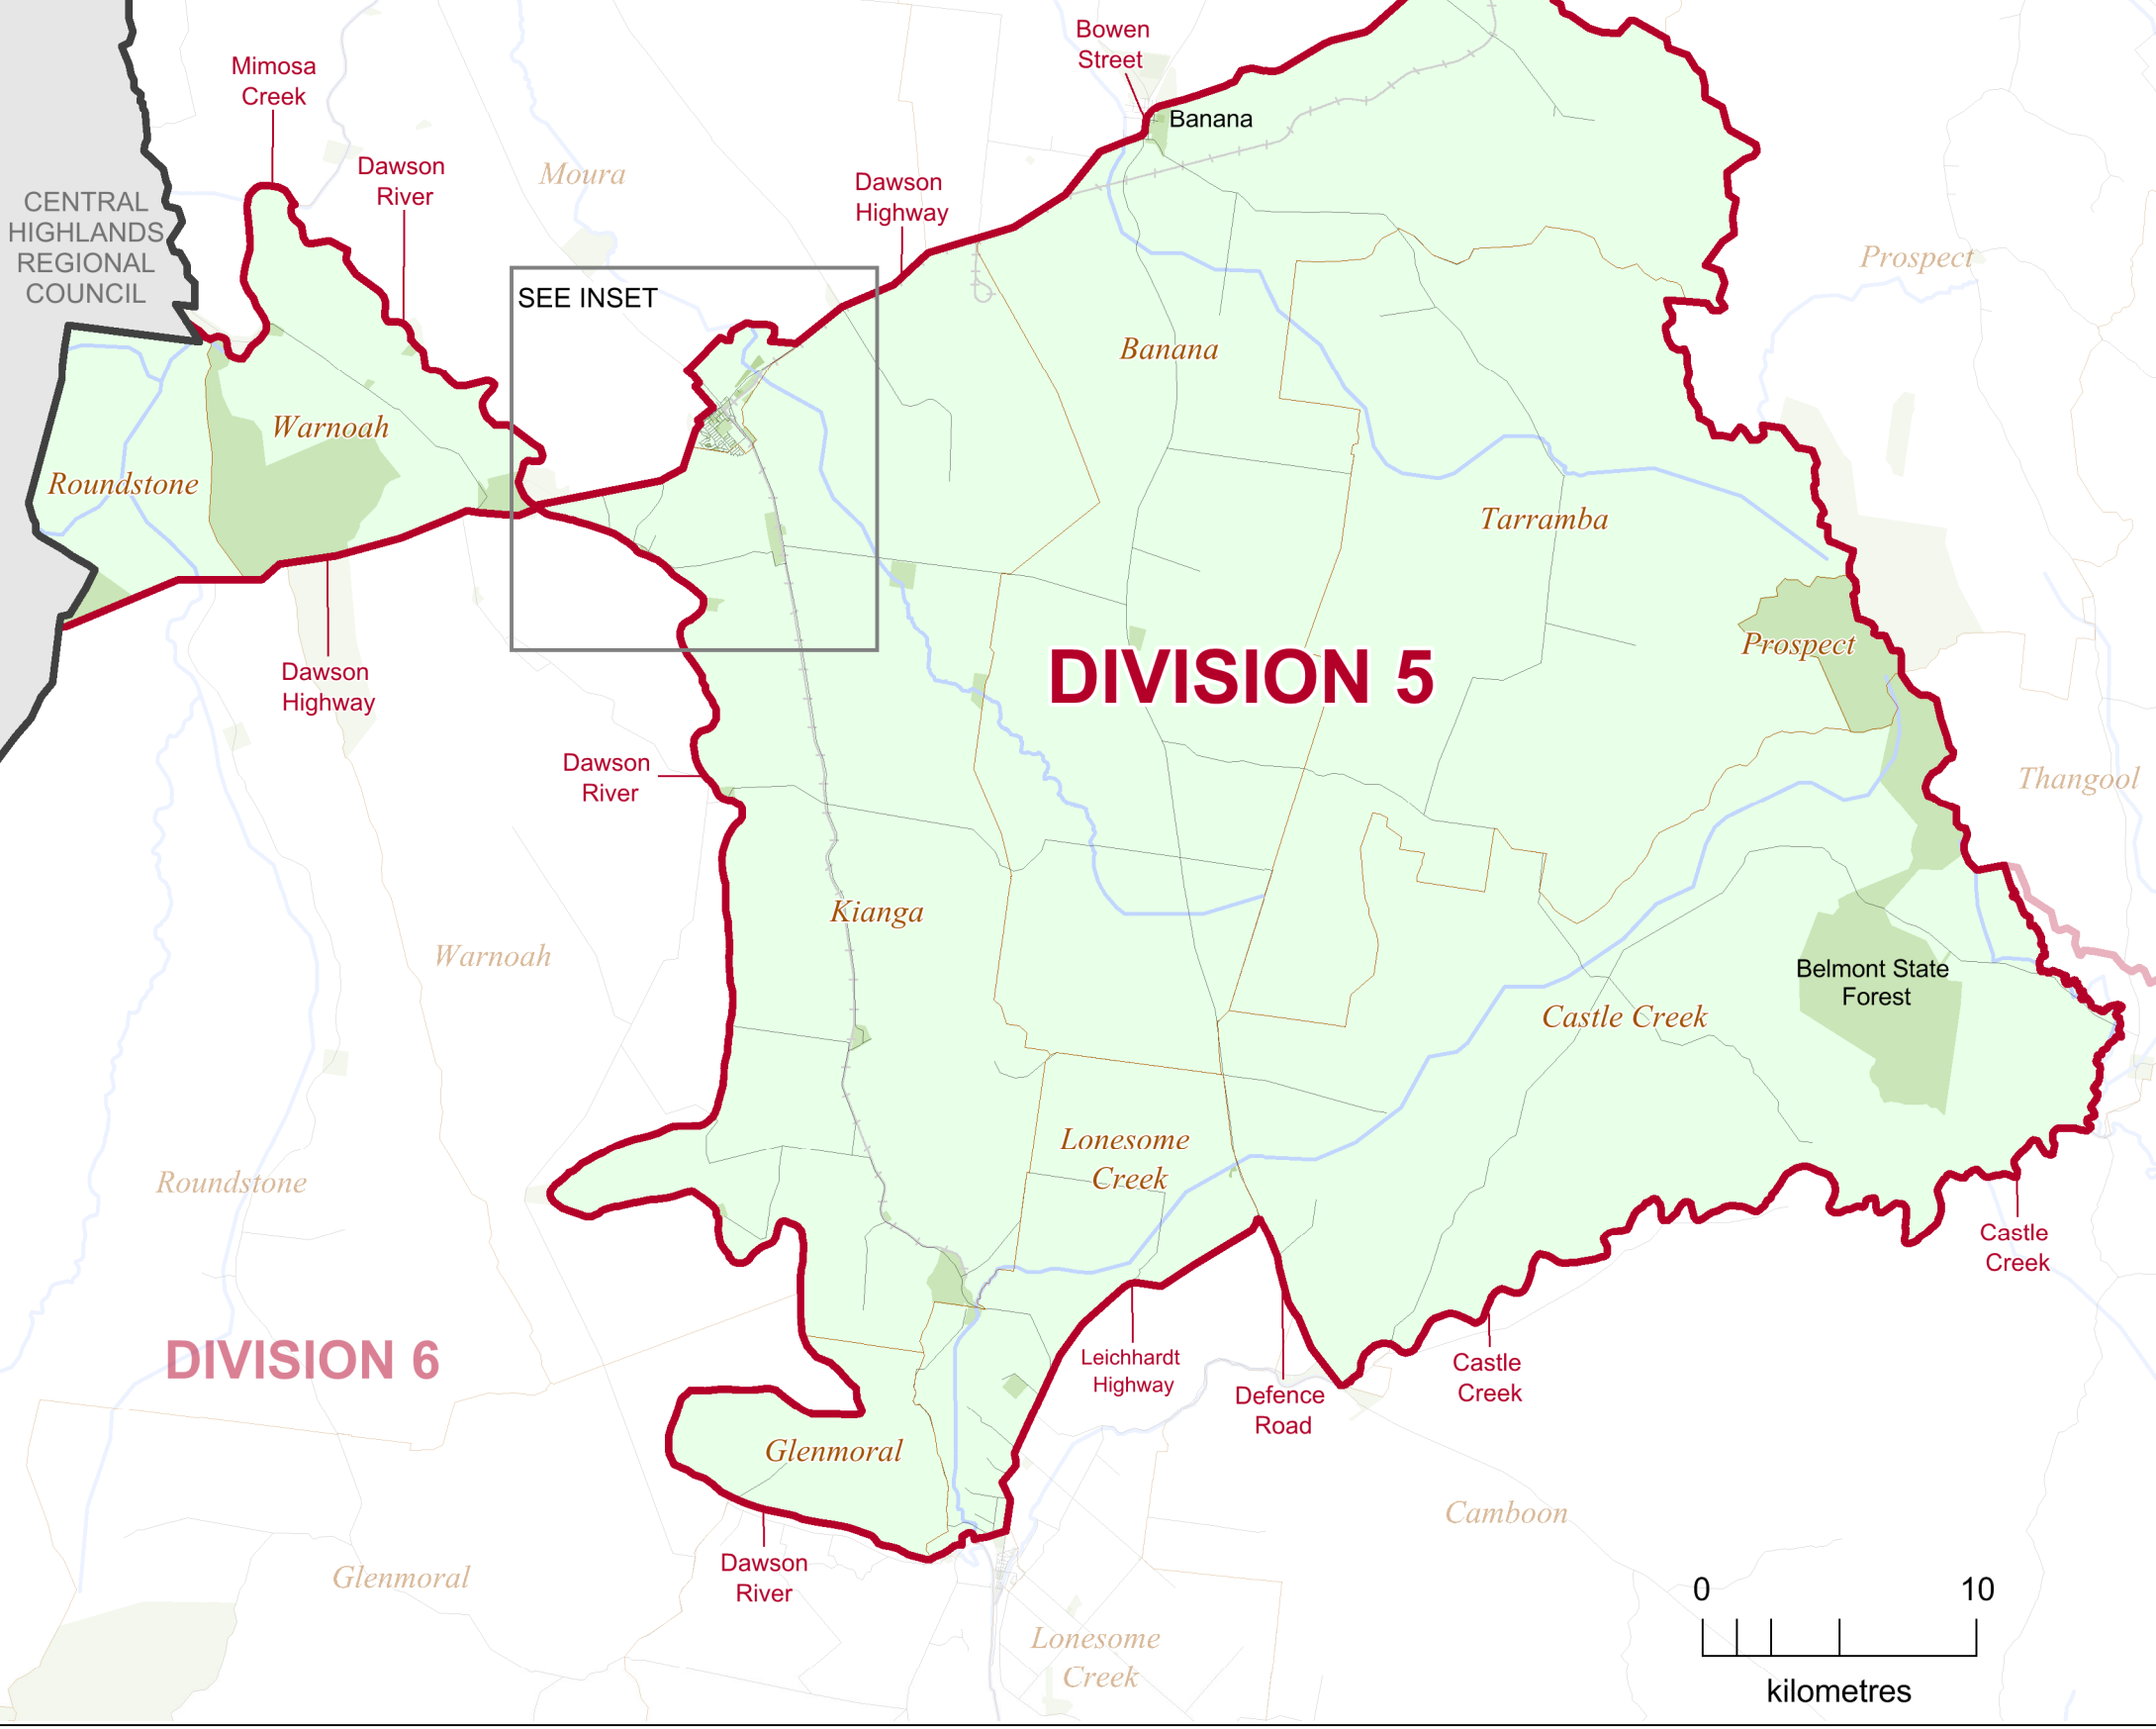 Bowen
Street
Mimosa
Creek
Banana
Dawson
River
Moura
Dawson
Highway
CENTRAL
HIGHLANDS
REGIONAL
COUNCIL
Prospect
SEE INSET
Banana
Warnoah
Roundstone
Tarramba
Prospect
DIVISION 5
Dawson
Highway
Dawson
River
Thangool
Kianga
Warnoah
Belmont State
Forest
Castle Creek
Lonesome
Creek
Roundstone
Castle
Creek
DIVISION 6
Leichhardt
Highway
Castle
Creek
Defence
Road
Glenmoral
Camboon
Dawson
River
Glenmoral
0 10
kilometres
Lonesome
Creek